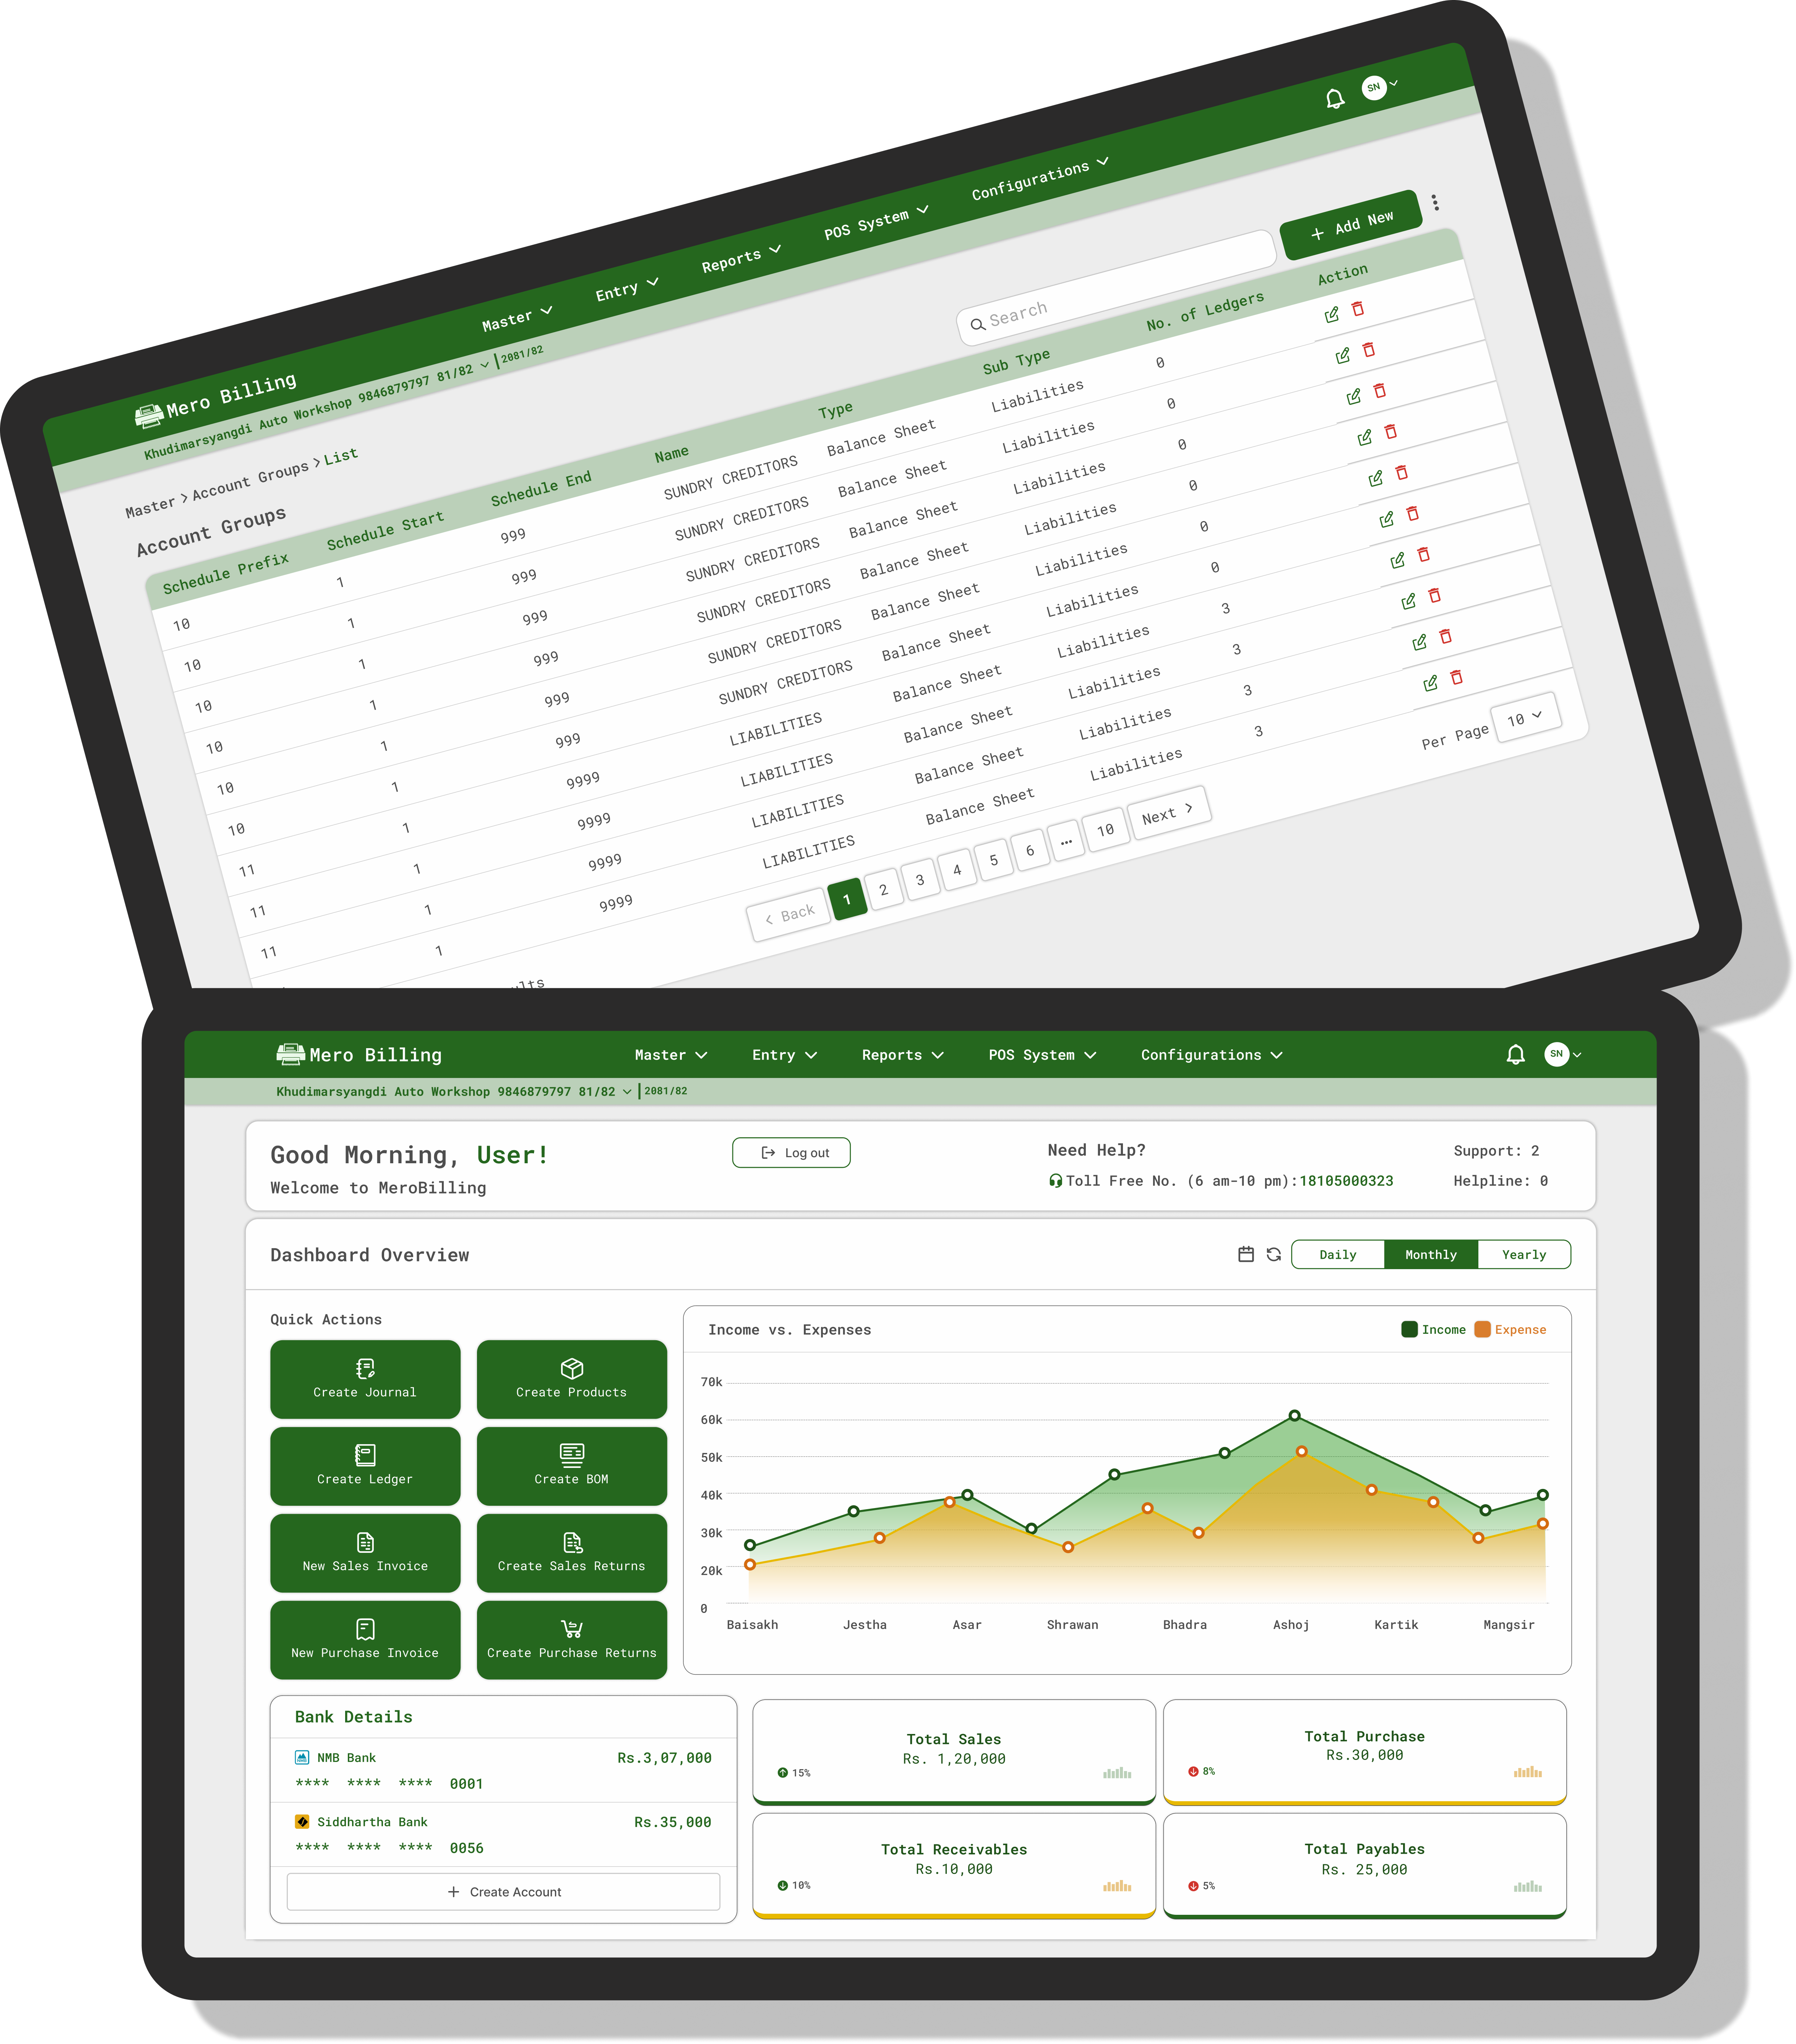 SN
Master Entry Reports POS System Configurations
Mero Billing
Khudimarsyangdi Auto Workshop 9846879797 81/82 2081/82
Master > Account Groups > List
Account Groups
Search
+ Add New
Schedule Prefix Schedule Start Schedule End Name Type Sub Type No. of Ledgers Action
10 1 999 SUNDRY CREDITORS Balance Sheet Liabilities 0
10 1 999 SUNDRY CREDITORS Balance Sheet Liabilities 0
10 1 999 SUNDRY CREDITORS Balance Sheet Liabilities 0
10 1 999 SUNDRY CREDITORS Balance Sheet Liabilities 0
10 1 999 SUNDRY CREDITORS Balance Sheet Liabilities 0
10 1 999 SUNDRY CREDITORS Balance Sheet Liabilities 0
11 1 9999 LIABILITIES Balance Sheet Liabilities 3
11 1 9999 LIABILITIES Balance Sheet Liabilities 3
11 1 9999 LIABILITIES Balance Sheet Liabilities 3
1 9999 LIABILITIES Balance Sheet Liabilities 3
< Back 1 2 3 4 5 6 ... 10 Next >
Per Page 10
Mero Billing Master Entry Reports POS System Configurations SN
Khudimarsyangdi Auto Workshop 9846879797 81/82 2081/82
Good Morning, User!
Welcome to MeroBilling
Log out
Need Help?
Toll Free No. (6 am-10 pm):18105000323
Support: 2
Helpline: 0
Dashboard Overview
Daily Monthly Yearly
Quick Actions
Create Journal Create Products
Create Ledger Create BOM
New Sales Invoice Create Sales Returns
New Purchase Invoice Create Purchase Returns
Income vs. Expenses
Income Expense
70k
60k
50k
40k
30k
20k
0
Baisakh Jestha Asar Shrawan Bhadra Ashoj Kartik Mangsir
Bank Details
NMB Bank Rs.3,07,000
**** **** **** 0001
Siddhartha Bank Rs.35,000
**** **** **** 0056
+ Create Account
Total Sales
Rs. 1,20,000
15%
Total Purchase
Rs.30,000
8%
Total Receivables
Rs.10,000
10%
Total Payables
Rs. 25,000
5%